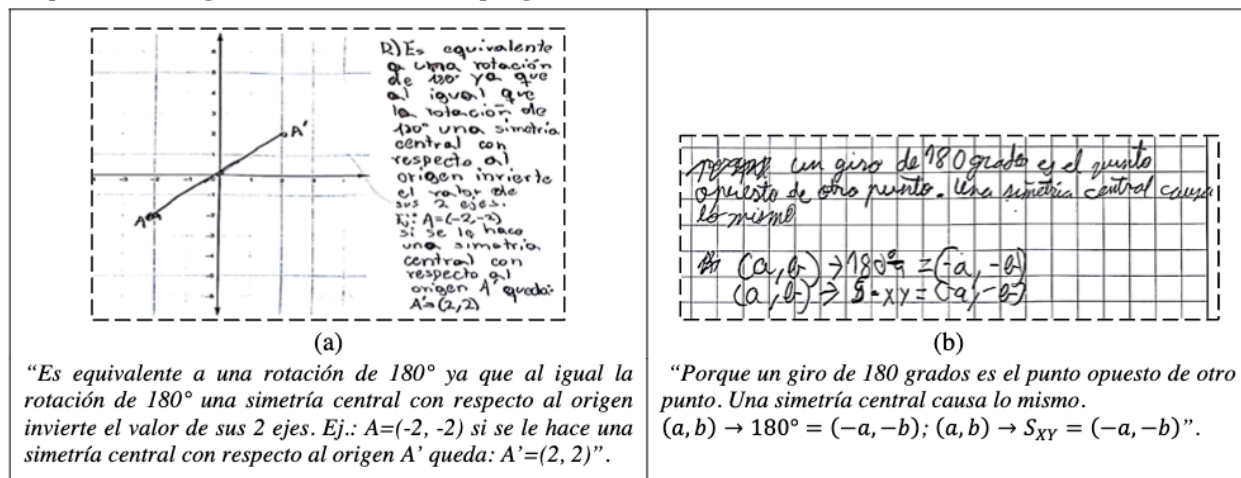 A'
A
R) Es equivalente
a una rotación
de 180° ya que
al igual que
la rotación de
180° una simetria
central con
respecto al
origen invierte
el valor de
sus 2 ejes.
Ej: A=(-2,-2)
si se le hace
una simetria
central con
respecto al
origen A' queda:
A'=(2,2)
(a)
“Es equivalente a una rotación de 180° ya que al igual la
rotación de 180° una simetría central con respecto al origen
invierte el valor de sus 2 ejes. Ej.: A=(-2, -2) si se le hace una
simetría central con respecto al origen A’ queda: A’=(2, 2)”.
un giro de 180 grados es el punto
opuesto de otro punto. Una simetria central causa
lo mismo
(a, b) → 180° = (-a, -b)
(a, b) → S-xy = (-a, -b)
(b)
“Porque un giro de 180 grados es el punto opuesto de otro
punto. Una simetría central causa lo mismo.
(a, b) → 180° = (−a, −b); (a, b) → S_XY = (−a, −b)”.